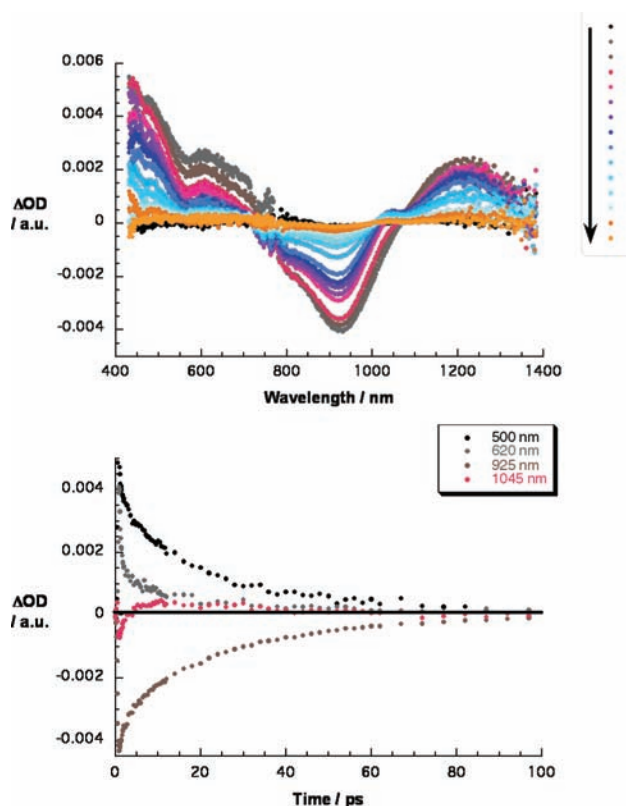 0.006
0.004
0.002
ΔOD
/ a.u.
0
-0.002
-0.004
400 600 800 1000 1200 1400
Wavelength / nm
500 nm
620 nm
925 nm
1045 nm
0.004
0.002
ΔOD
/ a.u.
0
-0.002
-0.004
0 20 40 60 80 100
Time / ps